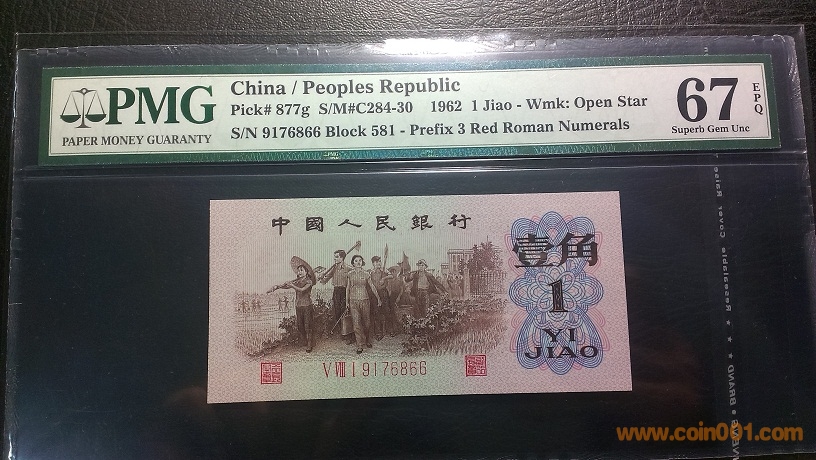 PMG
PAPER MONEY GUARANTY
China / Peoples Republic
Pick# 877g S/M#C284-30 1962 1 Jiao - Wmk: Open Star
S/N 9176866 Block 581 - Prefix 3 Red Roman Numerals
67
EPQ
Superb Gem Unc
PMG
中國人民銀行
壹角
1
YI
JIAO
V VIII I 9176866
www.coin001.com